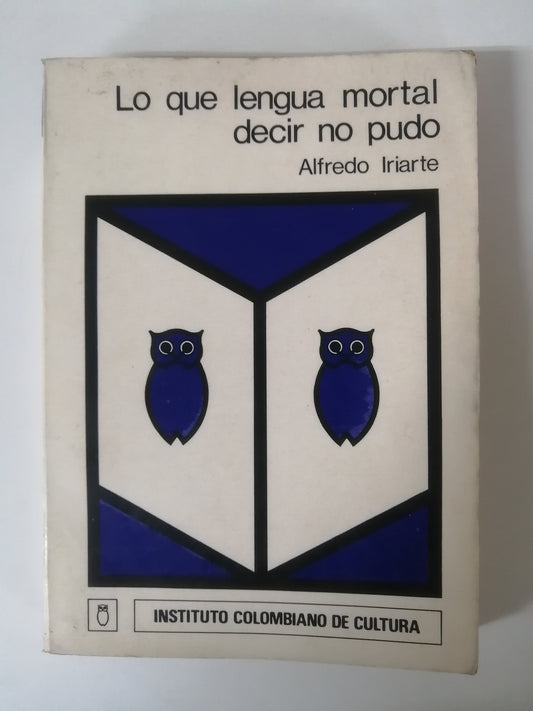 Lo que lengua mortal
decir no pudo
Alfredo Iriarte
INSTITUTO COLOMBIANO DE CULTURA